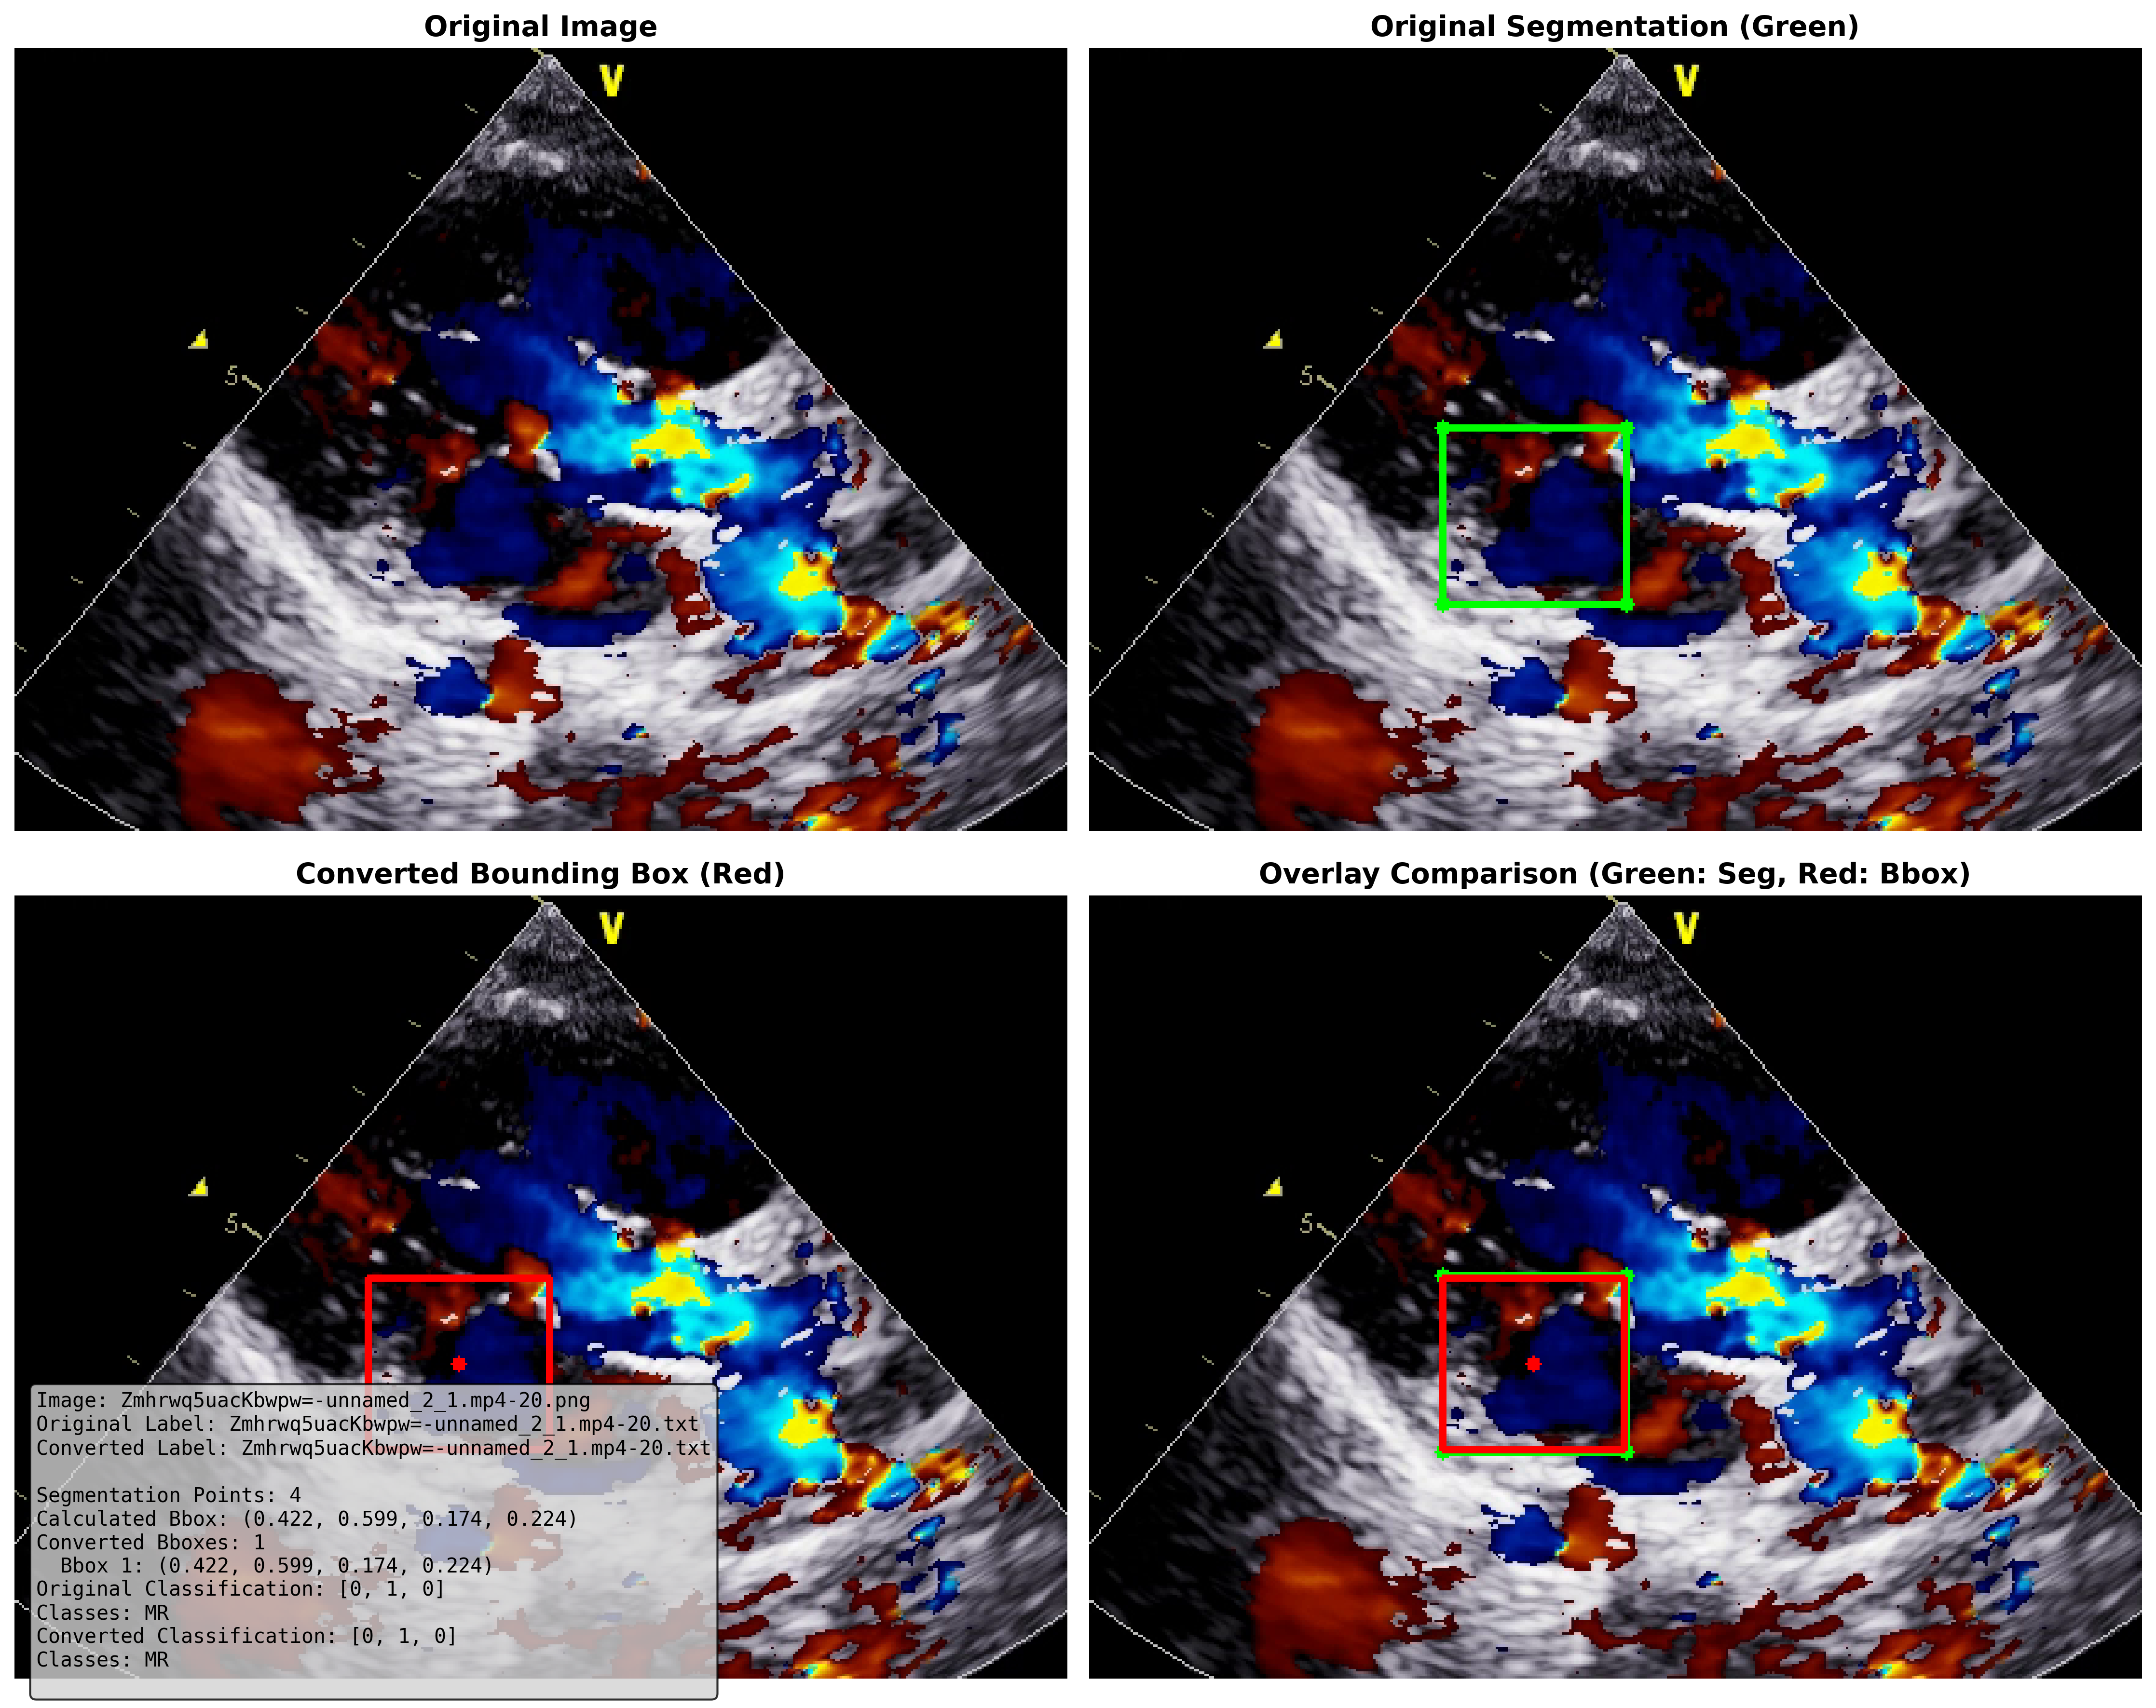 Original Image
Original Segmentation (Green)
V
5
V
5
Converted Bounding Box (Red)
Overlay Comparison (Green: Seg, Red: Bbox)
V
5
V
5
Image: Zmhrwq5uacKbwpw=-unnamed_2_1.mp4-20.png
Original Label: Zmhrwq5uacKbwpw=-unnamed_2_1.mp4-20.txt
Converted Label: Zmhrwq5uacKbwpw=-unnamed_2_1.mp4-20.txt
Segmentation Points: 4
Calculated Bbox: (0.422, 0.599, 0.174, 0.224)
Converted Bboxes: 1
Bbox 1: (0.422, 0.599, 0.174, 0.224)
Original Classification: [0, 1, 0]
Classes: MR
Converted Classification: [0, 1, 0]
Classes: MR